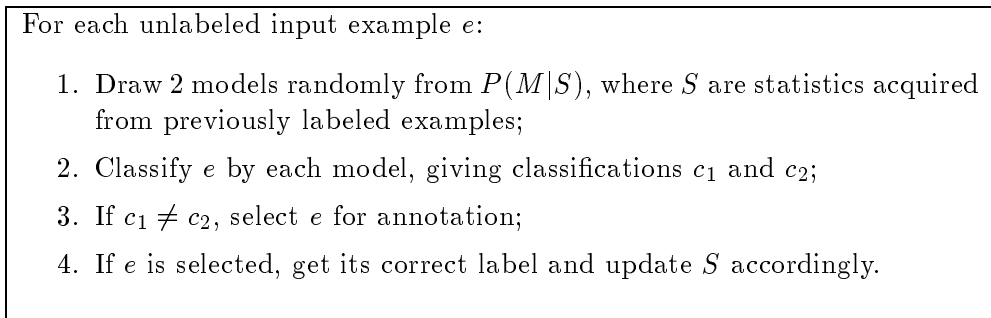 For each unlabeled input example e:
1. Draw 2 models randomly from P(M|S), where S are statistics acquired
from previously labeled examples;
2. Classify e by each model, giving classifications c₁ and c₂;
3. If c₁ ≠ c₂, select e for annotation;
4. If e is selected, get its correct label and update S accordingly.